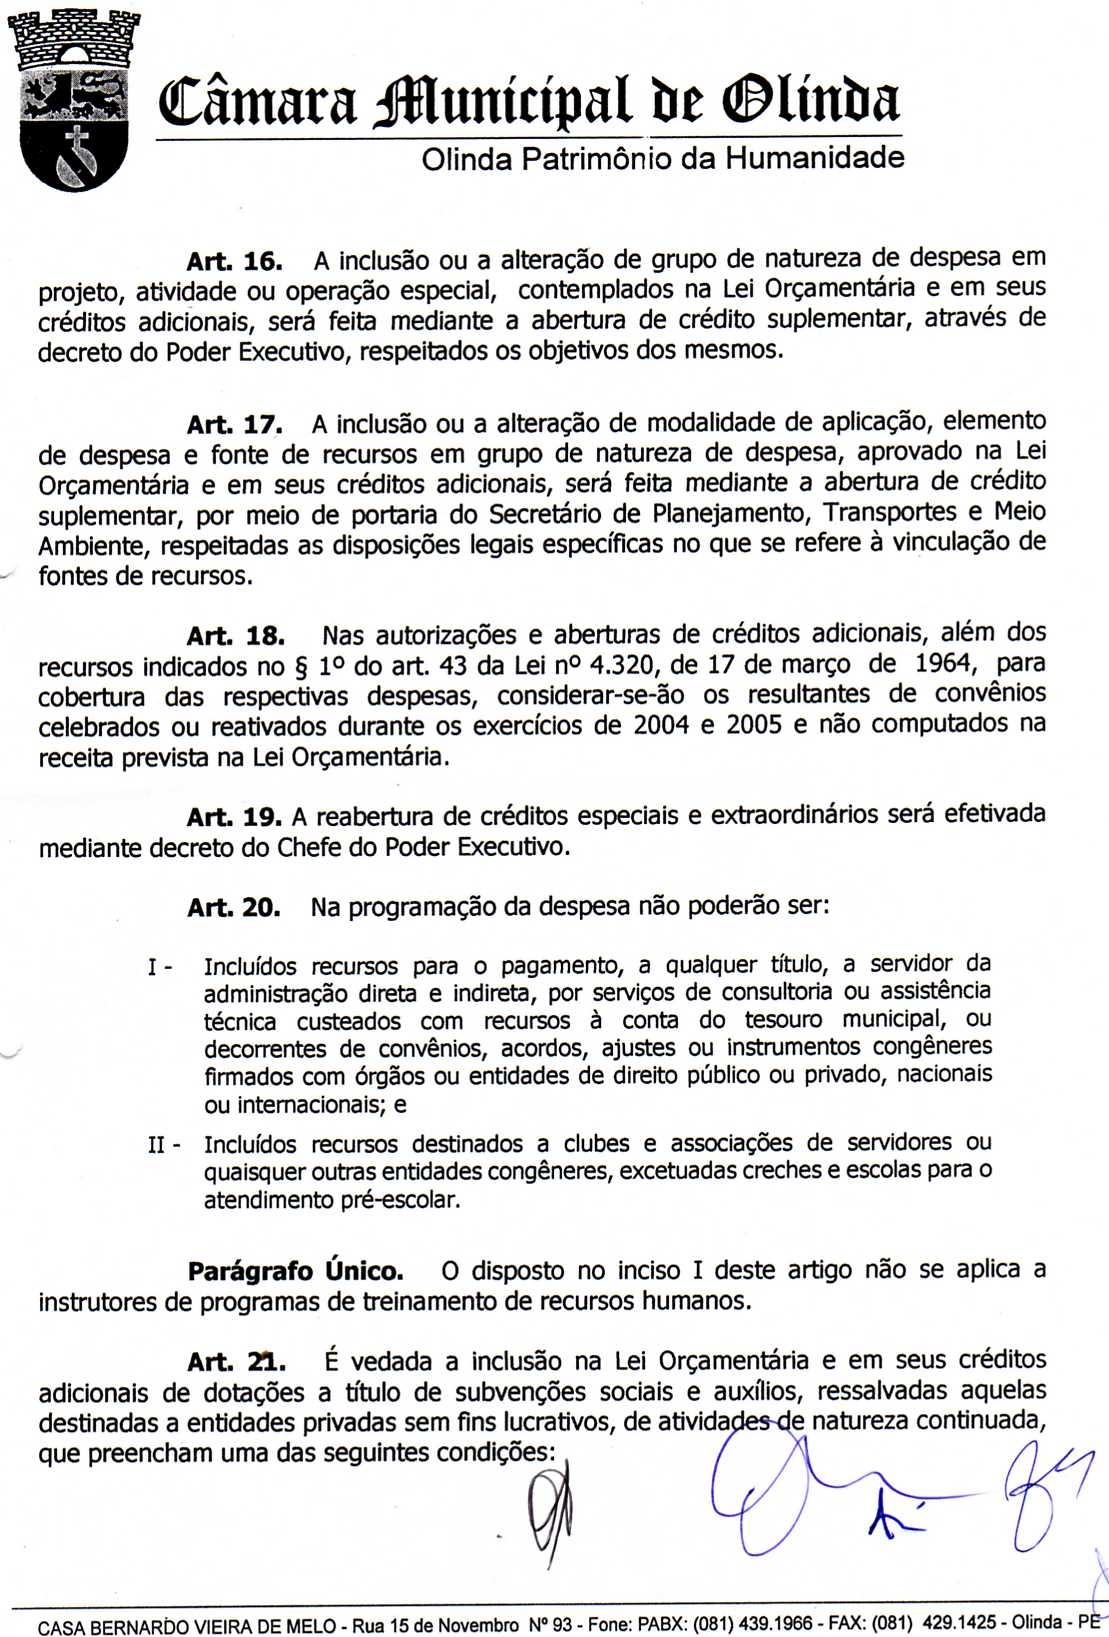 Câmara Municipal de Olinda
Olinda Patrimônio da Humanidade
Art. 16. A inclusão ou a alteração de grupo de natureza de despesa em
projeto, atividade ou operação especial, contemplados na Lei Orçamentária e em seus
créditos adicionais, será feita mediante a abertura de crédito suplementar, através de
decreto do Poder Executivo, respeitados os objetivos dos mesmos.
Art. 17. A inclusão ou a alteração de modalidade de aplicação, elemento
de despesa e fonte de recursos em grupo de natureza de despesa, aprovado na Lei
Orçamentária e em seus créditos adicionais, será feita mediante a abertura de crédito
suplementar, por meio de portaria do Secretário de Planejamento, Transportes e Meio
Ambiente, respeitadas as disposições legais específicas no que se refere à vinculação de
fontes de recursos.
Art. 18. Nas autorizações e aberturas de créditos adicionais, além dos
recursos indicados no § 1º do art. 43 da Lei nº 4.320, de 17 de março de 1964, para
cobertura das respectivas despesas, considerar-se-ão os resultantes de convênios
celebrados ou reativados durante os exercícios de 2004 e 2005 e não computados na
receita prevista na Lei Orçamentária.
Art. 19. A reabertura de créditos especiais e extraordinários será efetivada
mediante decreto do Chefe do Poder Executivo.
Art. 20. Na programação da despesa não poderão ser:
I - Incluídos recursos para o pagamento, a qualquer título, a servidor da
administração direta e indireta, por serviços de consultoria ou assistência
técnica custeados com recursos à conta do tesouro municipal, ou
decorrentes de convênios, acordos, ajustes ou instrumentos congêneres
firmados com órgãos ou entidades de direito público ou privado, nacionais
ou internacionais; e
II - Incluídos recursos destinados a clubes e associações de servidores ou
quaisquer outras entidades congêneres, excetuadas creches e escolas para o
atendimento pré-escolar.
Parágrafo Único. O disposto no inciso I deste artigo não se aplica a
instrutores de programas de treinamento de recursos humanos.
Art. 21. É vedada a inclusão na Lei Orçamentária e em seus créditos
adicionais de dotações a título de subvenções sociais e auxílios, ressalvadas aquelas
destinadas a entidades privadas sem fins lucrativos, de atividades de natureza continuada,
que preencham uma das seguintes condições:
CASA BERNARDO VIEIRA DE MELO - Rua 15 de Novembro Nº 93 - Fone: PABX: (081) 439.1966 - FAX: (081) 429.1425 - Olinda - PE